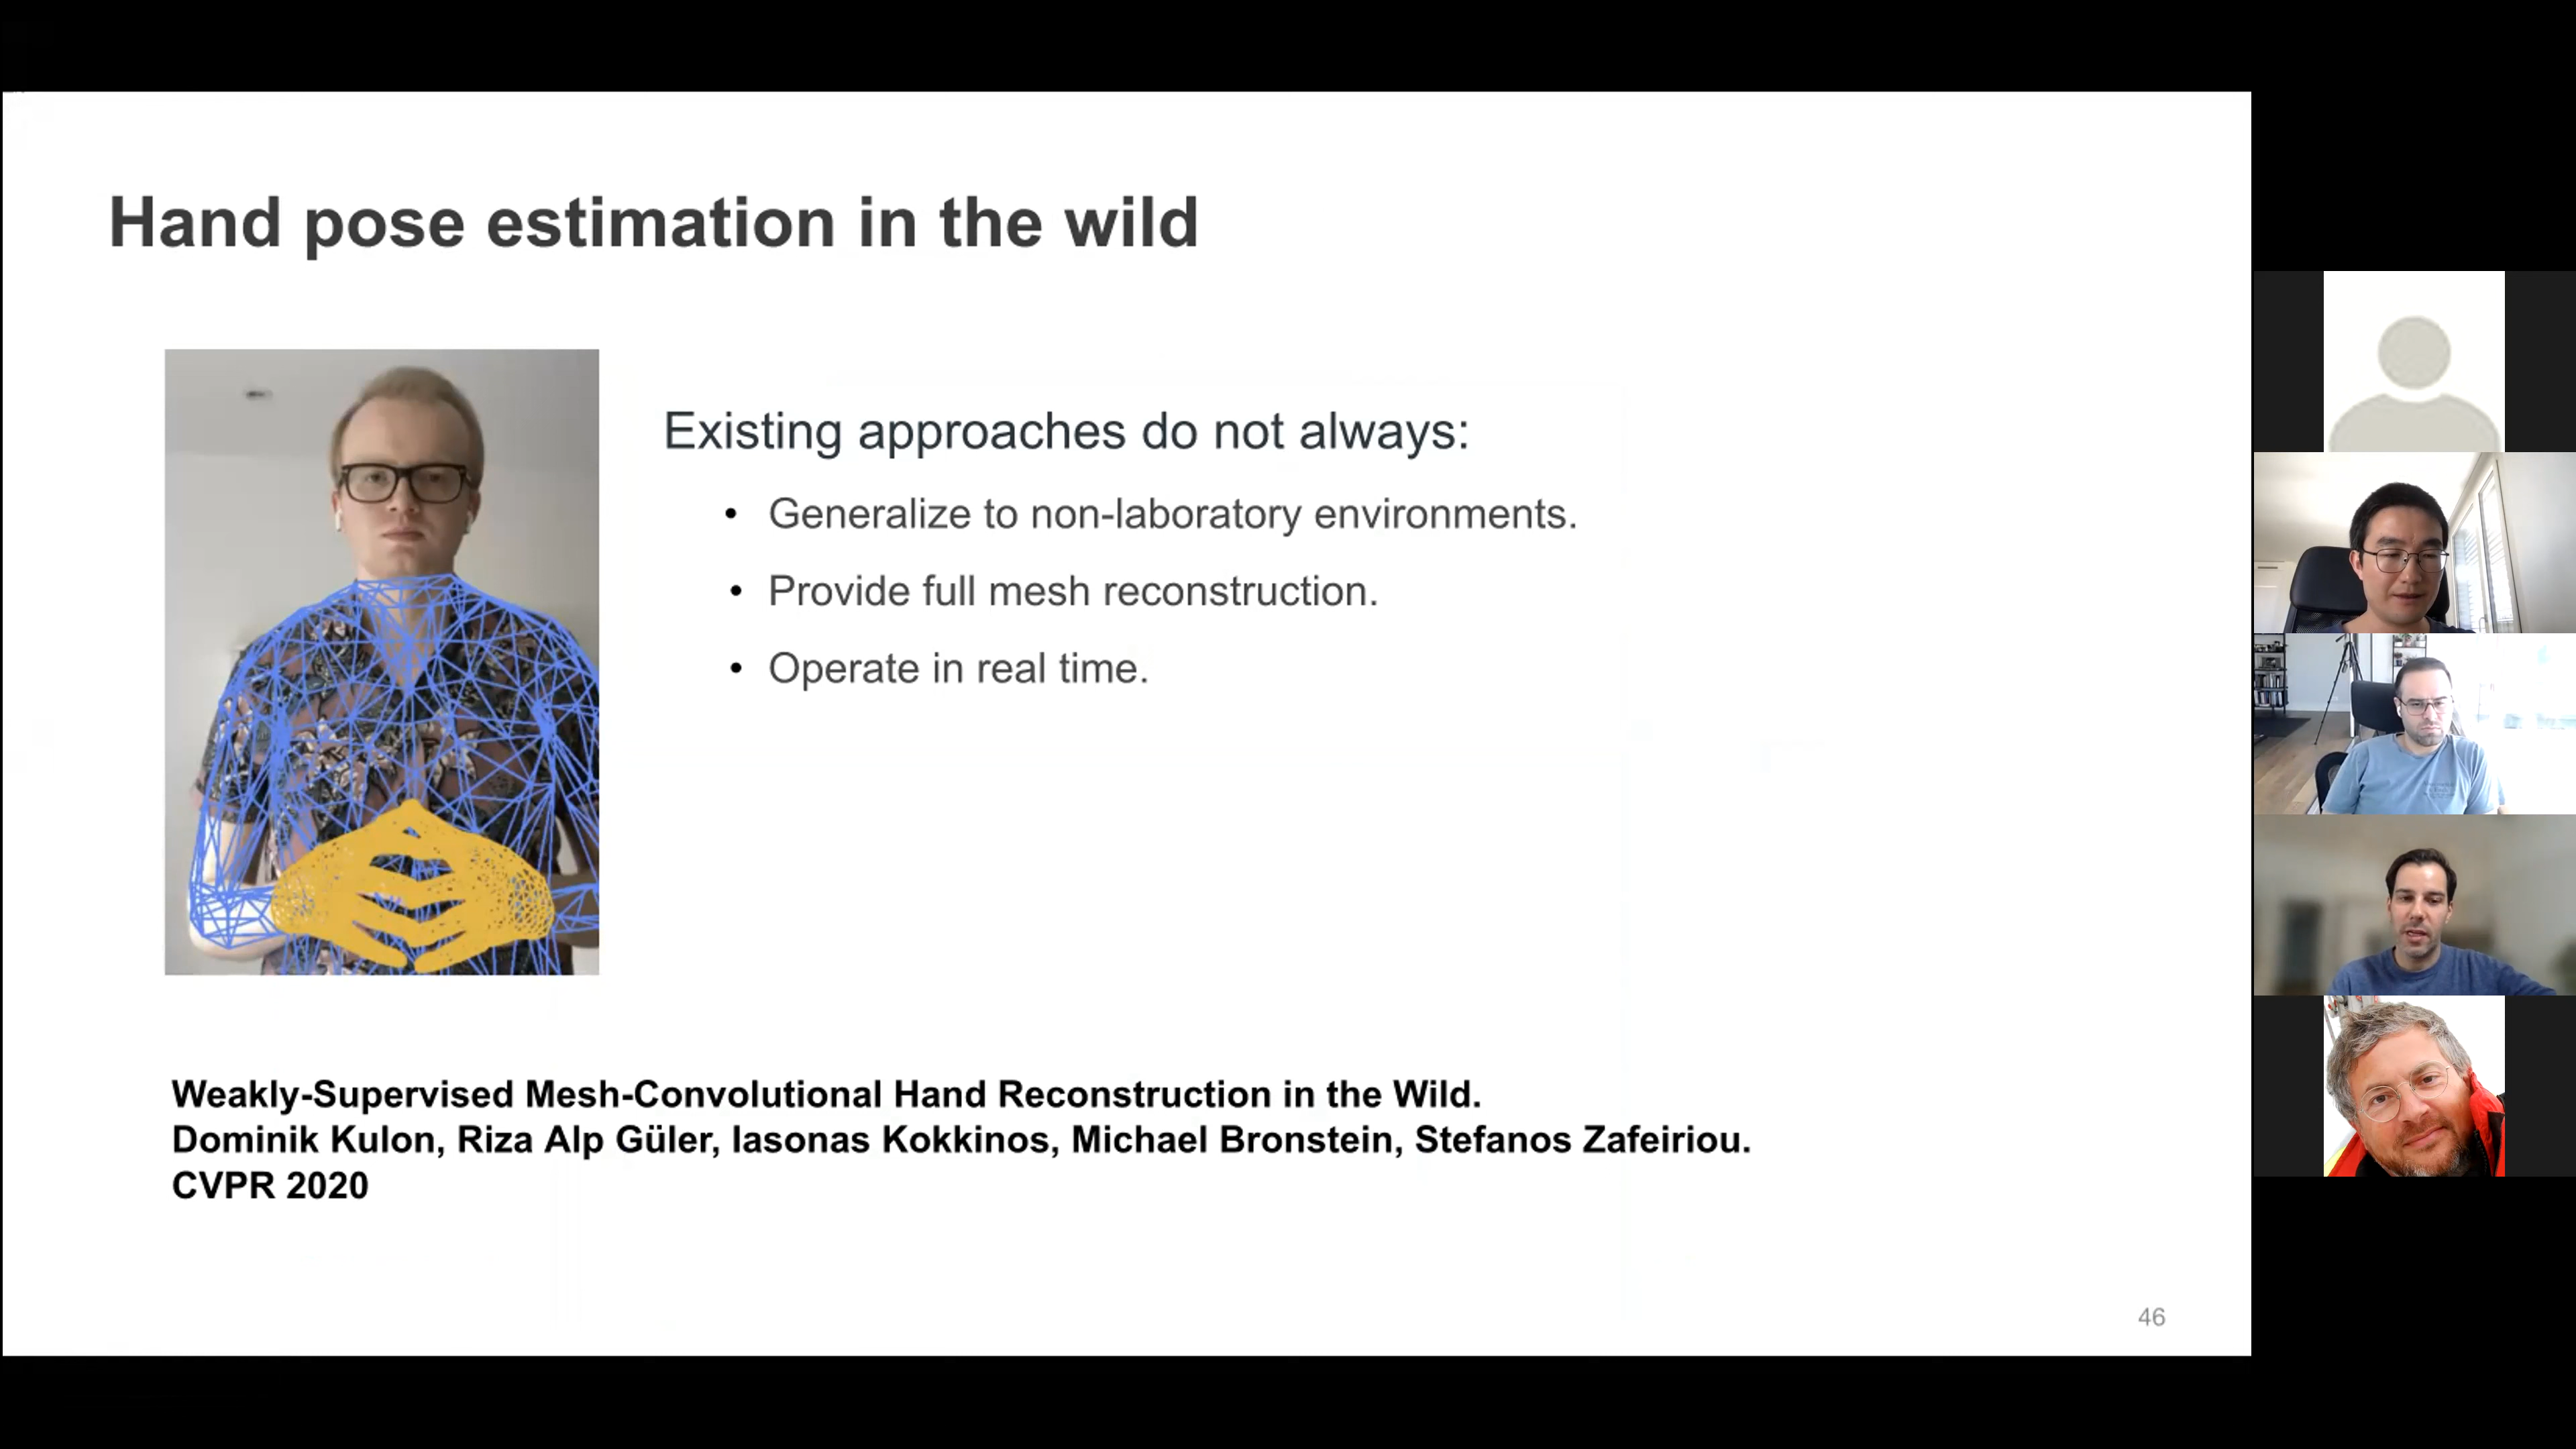 Hand pose estimation in the wild
Existing approaches do not always:
• Generalize to non-laboratory environments.
• Provide full mesh reconstruction.
• Operate in real time.
Weakly-Supervised Mesh-Convolutional Hand Reconstruction in the Wild.
Dominik Kulon, Riza Alp Güler, Iasonas Kokkinos, Michael Bronstein, Stefanos Zafeiriou.
CVPR 2020
46